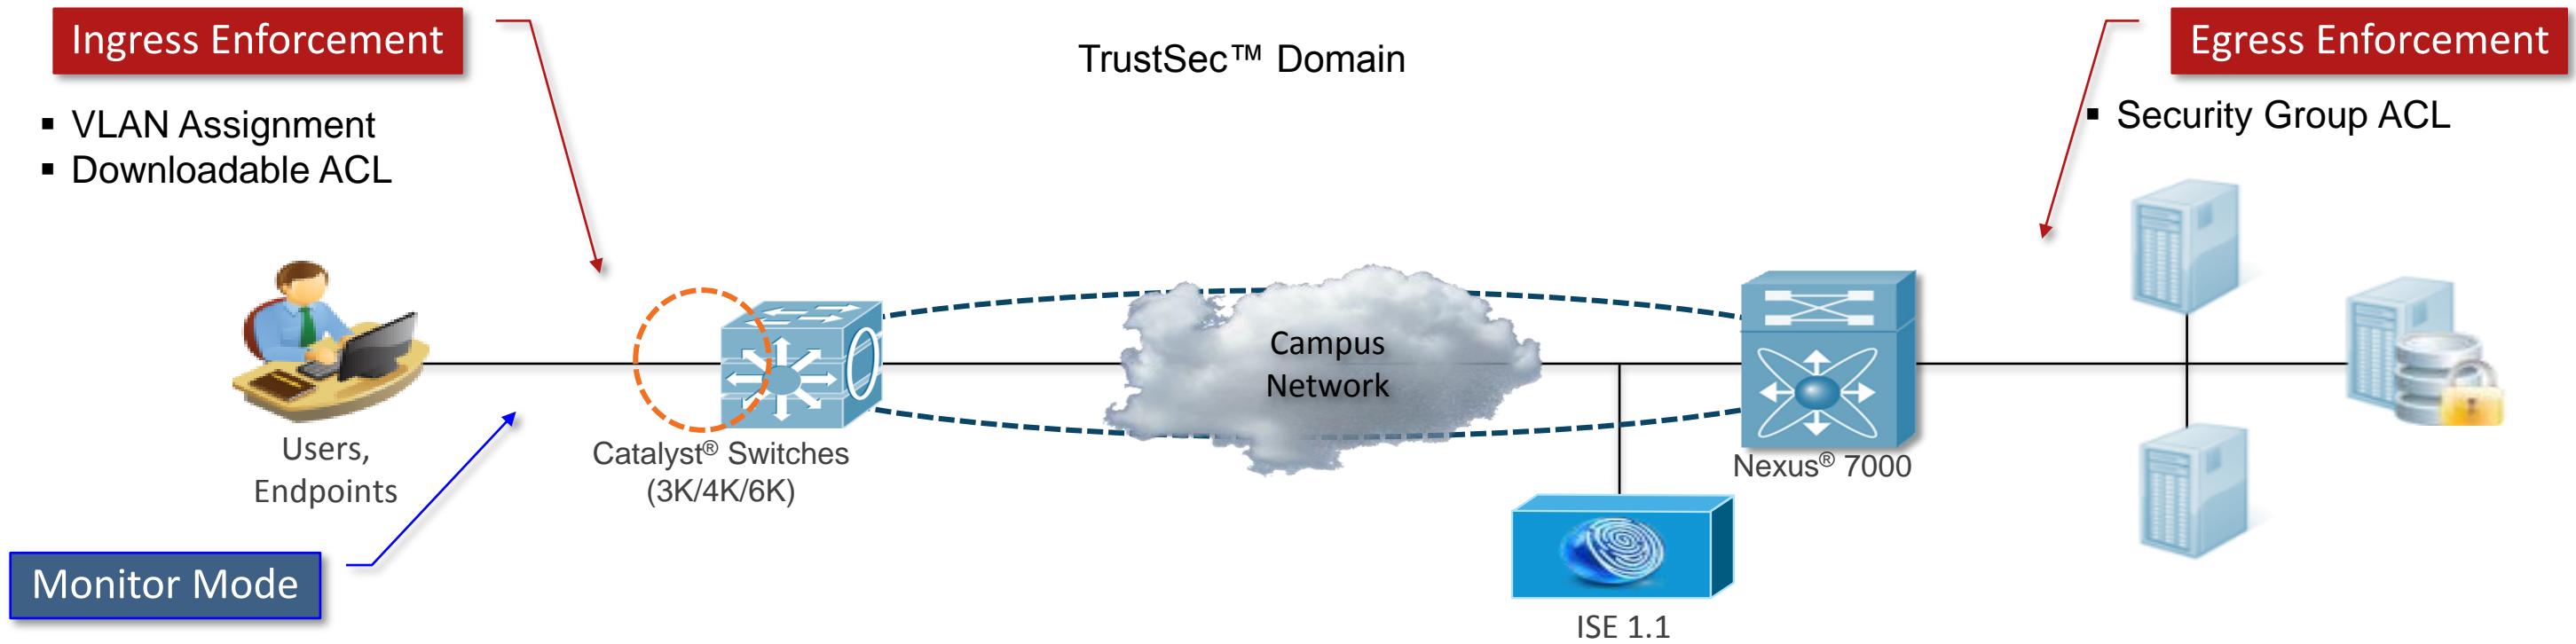 Ingress Enforcement
TrustSec™ Domain
Egress Enforcement
▪ VLAN Assignment
▪ Downloadable ACL
▪ Security Group ACL
Campus
Network
Users,
Endpoints
Catalyst® Switches
(3K/4K/6K)
Nexus® 7000
Monitor Mode
ISE 1.1